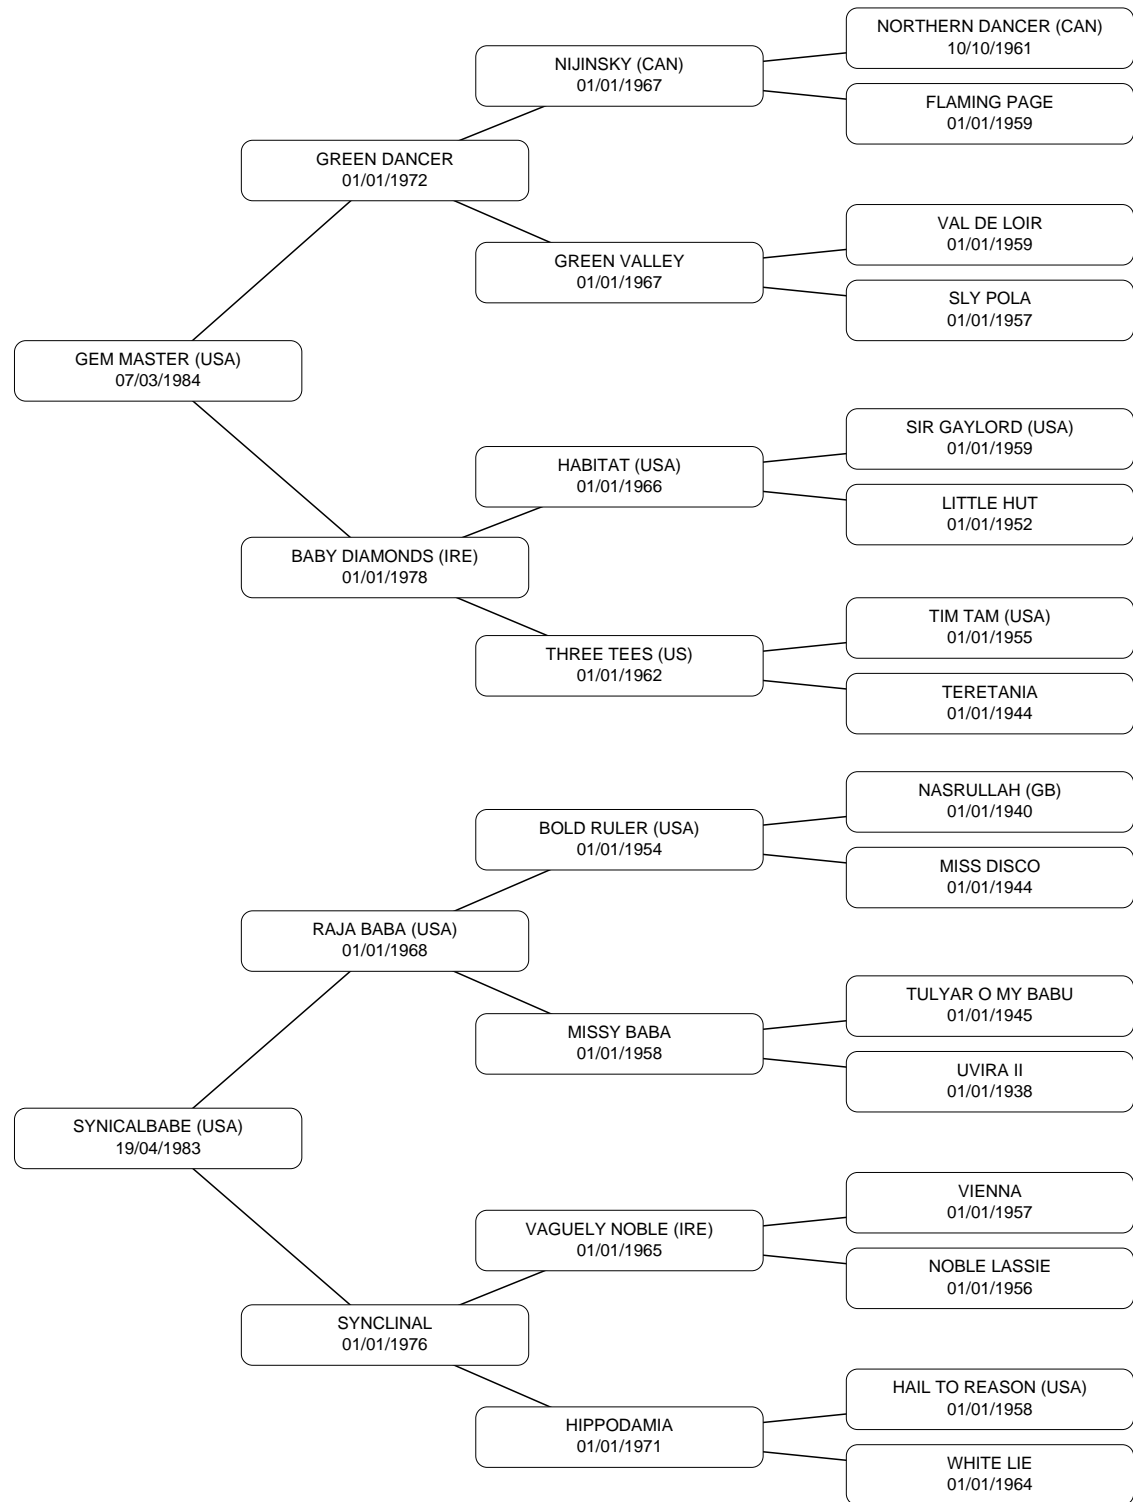 NORTHERN DANCER (CAN)
10/10/1961
NIJINSKY (CAN)
01/01/1967
FLAMING PAGE
01/01/1959
GREEN DANCER
01/01/1972
VAL DE LOIR
01/01/1959
GREEN VALLEY
01/01/1967
SLY POLA
01/01/1957
GEM MASTER (USA)
07/03/1984
SIR GAYLORD (USA)
01/01/1959
HABITAT (USA)
01/01/1966
LITTLE HUT
01/01/1952
BABY DIAMONDS (IRE)
01/01/1978
TIM TAM (USA)
01/01/1955
THREE TEES (US)
01/01/1962
TERETANIA
01/01/1944
NASRULLAH (GB)
01/01/1940
BOLD RULER (USA)
01/01/1954
MISS DISCO
01/01/1944
RAJA BABA (USA)
01/01/1968
TULYAR O MY BABU
01/01/1945
MISSY BABA
01/01/1958
UVIRA II
01/01/1938
SYNICALBABE (USA)
19/04/1983
VIENNA
01/01/1957
VAGUELY NOBLE (IRE)
01/01/1965
NOBLE LASSIE
01/01/1956
SYNCLINAL
01/01/1976
HAIL TO REASON (USA)
01/01/1958
HIPPODAMIA
01/01/1971
WHITE LIE
01/01/1964